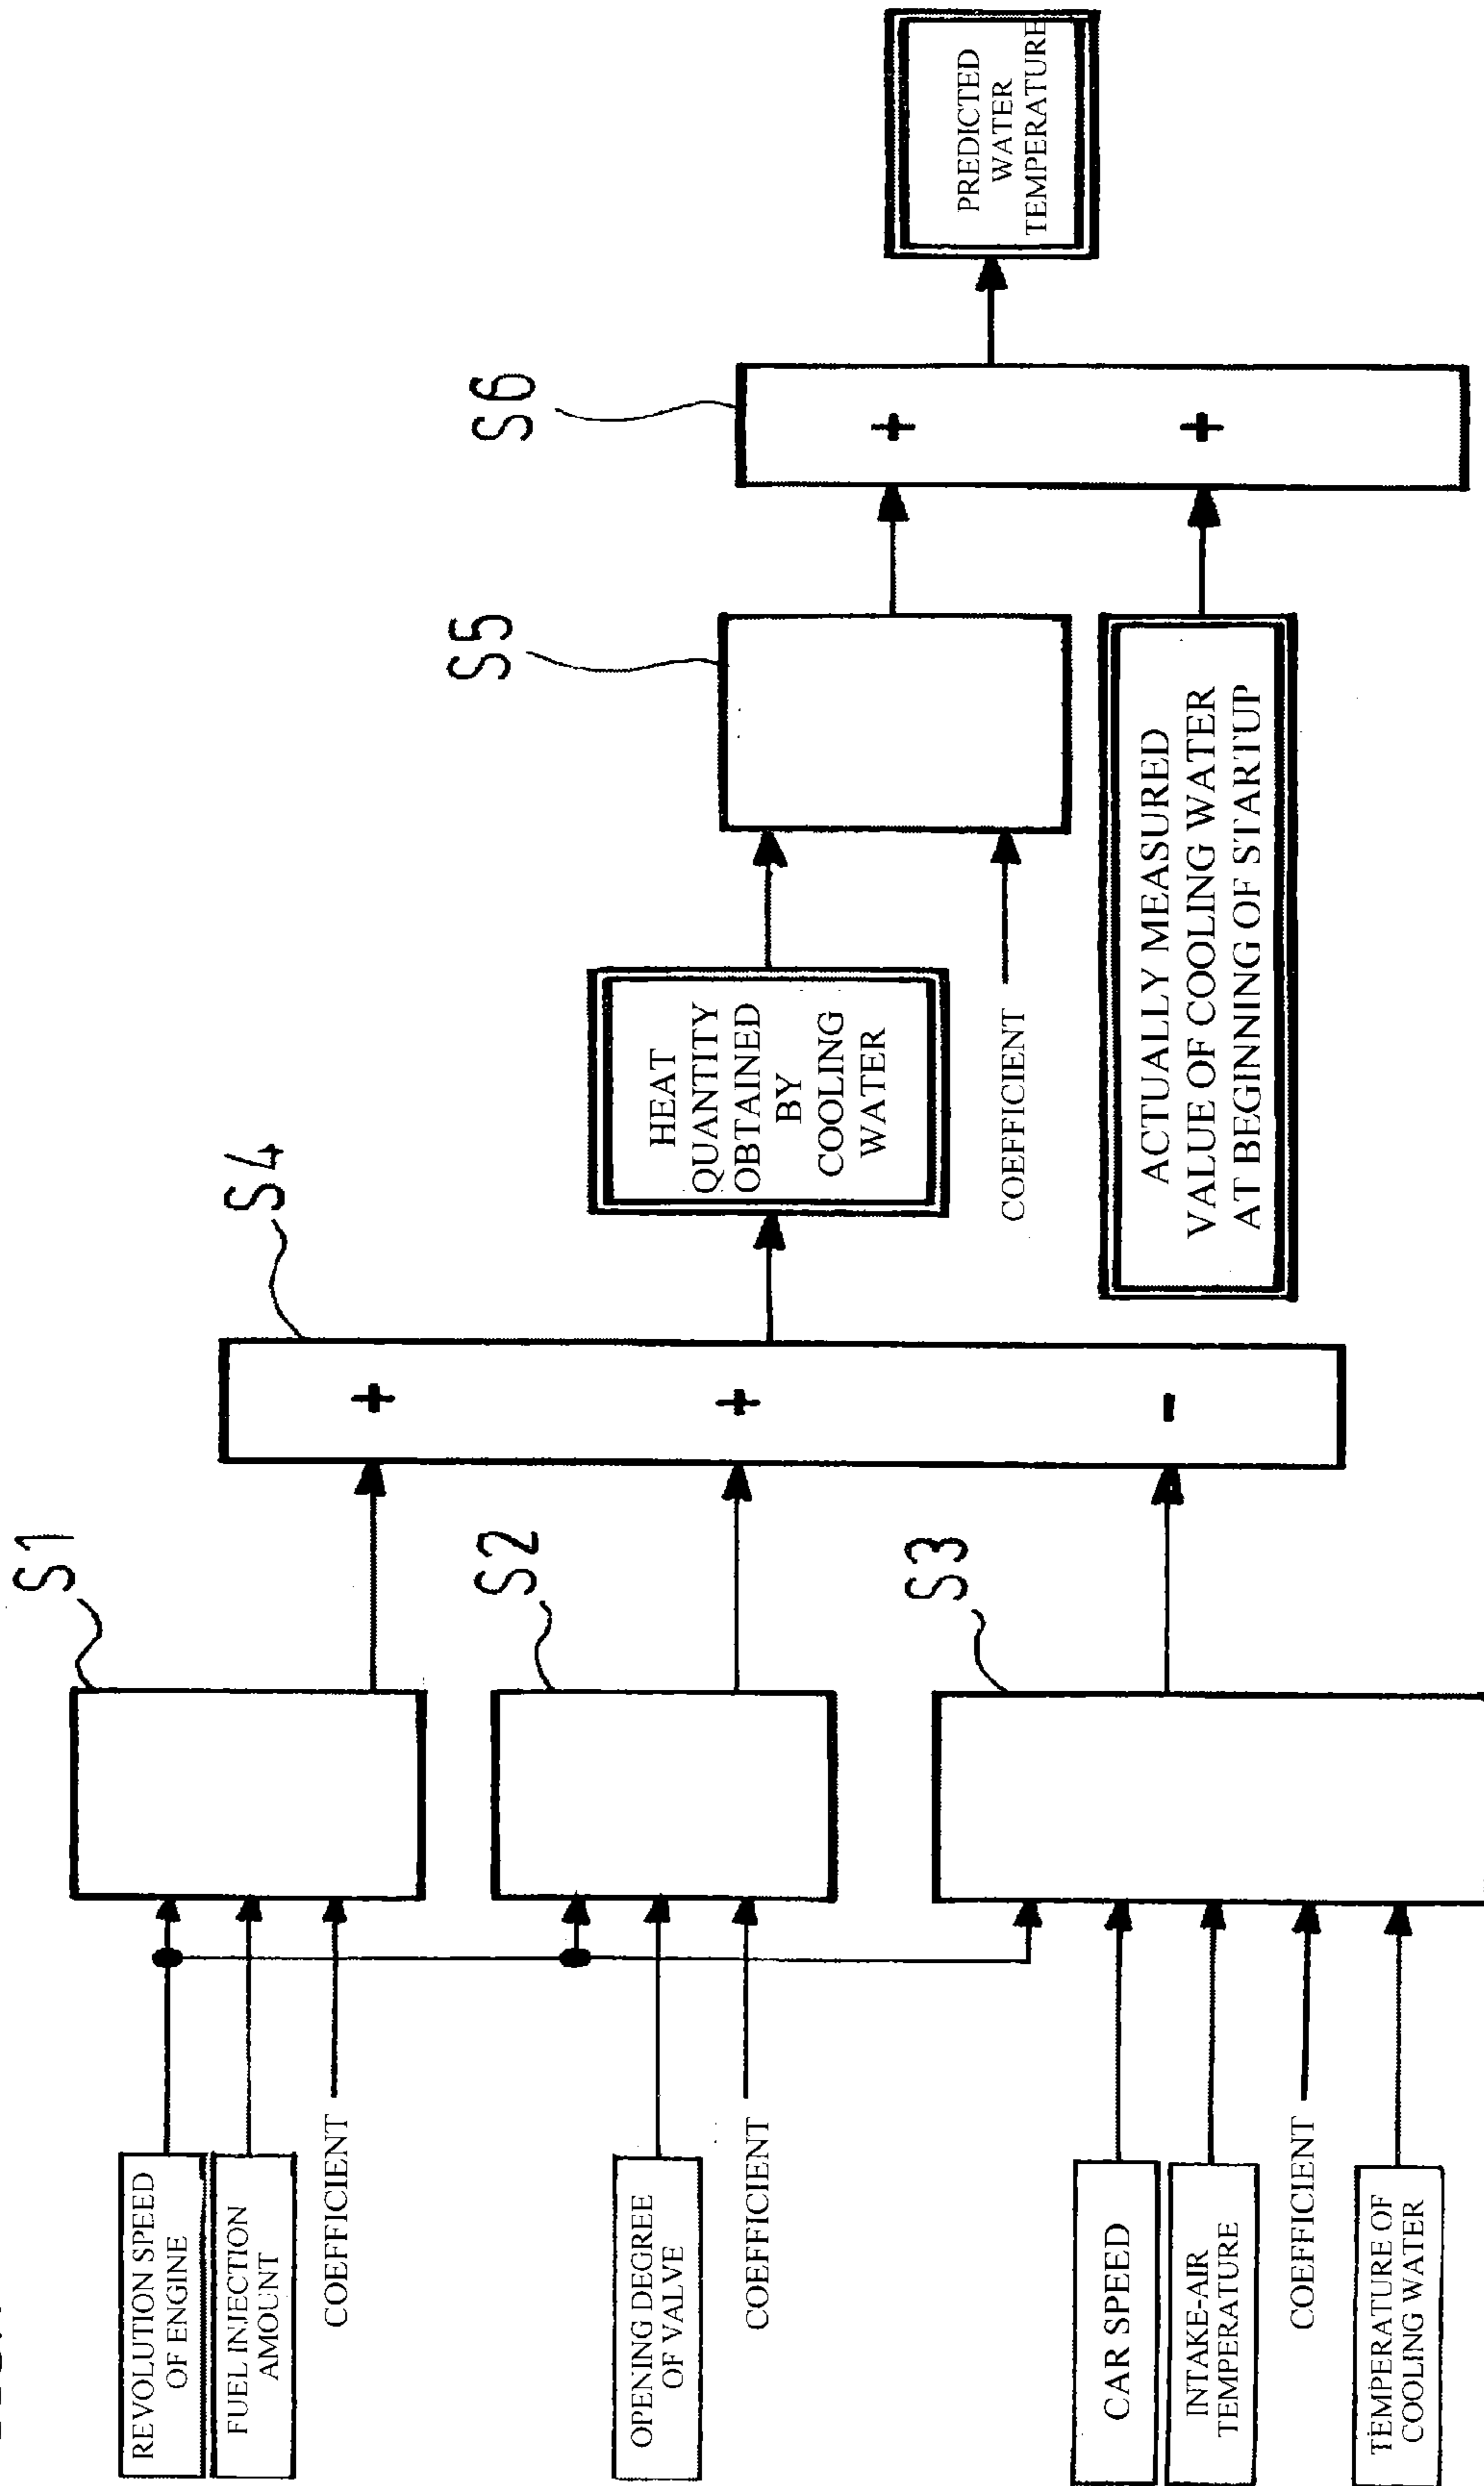 S1
REVOLUTION SPEED
OF ENGINE
FUEL INJECTION
AMOUNT
COEFFICIENT
S2
OPENING DEGREE
OF VALVE
COEFFICIENT
S3
CAR SPEED
INTAKE-AIR
TEMPERATURE
COEFFICIENT
TEMPERATURE OF
COOLING WATER
S4
+
+
-
HEAT
QUANTITY
OBTAINED
BY
COOLING
WATER
COEFFICIENT
S5
ACTUALLY MEASURED
VALUE OF COOLING WATER
AT BEGINNING OF STARTUP
S6
+
+
PREDICTED
WATER
TEMPERATURE